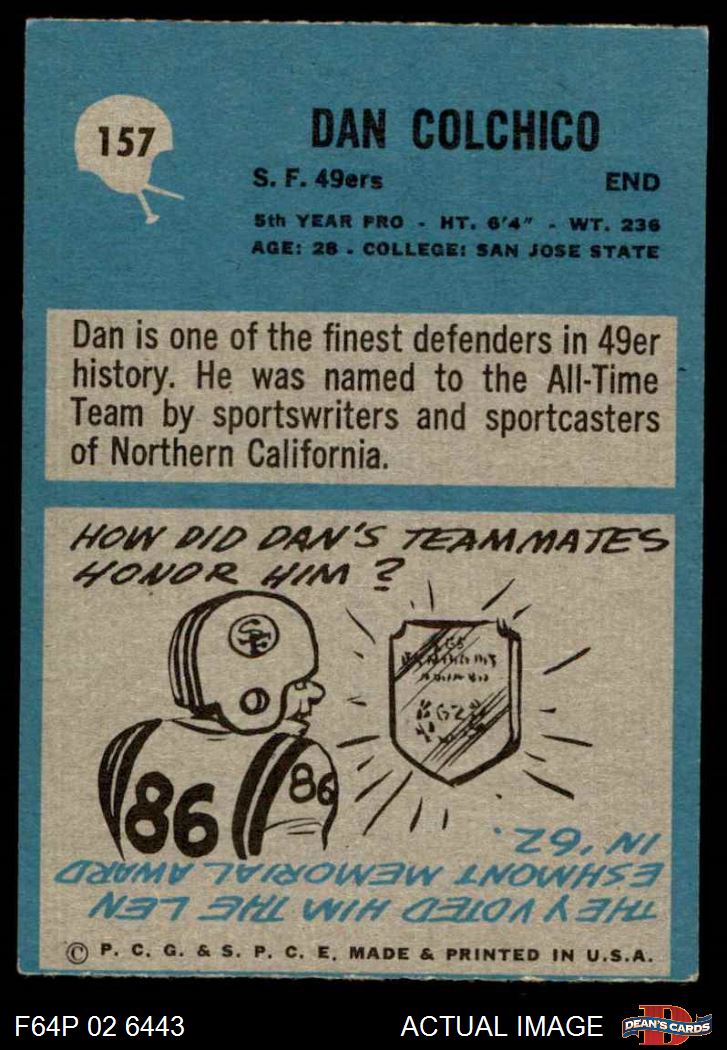 157
DAN COLCHICO
S. F. 49ers END
5th YEAR PRO - HT. 6'4" - WT. 236
AGE: 28 - COLLEGE: SAN JOSE STATE
Dan is one of the finest defenders in 49er
history. He was named to the All-Time
Team by sportswriters and sportcasters
of Northern California.
HOW DID DAN'S TEAMMATES
HONOR HIM?
SF
86
86
'62
THEY VOTED HIM THE LEN
ESHMONT MEMORIAL AWARD
IN '62.
© P. C. G. & S. P. C. E. MADE & PRINTED IN U.S.A.
F64P 02 6443 ACTUAL IMAGE
D
DEAN'S CARDS